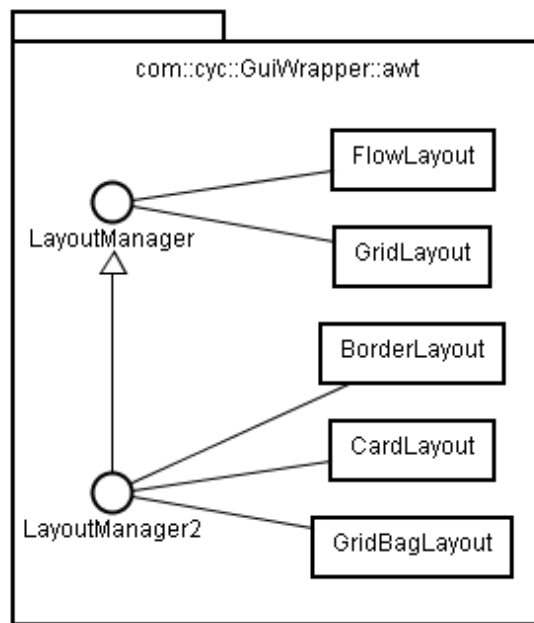 com::cyc::GuiWrapper::awt
FlowLayout
LayoutManager
GridLayout
BorderLayout
CardLayout
LayoutManager2
GridBagLayout